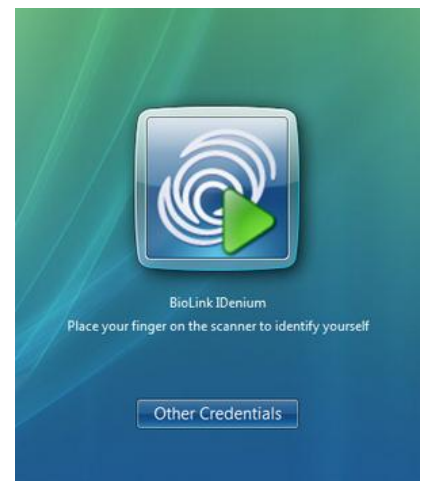 BioLink IDenium
Place your finger on the scanner to identify yourself
Other Credentials